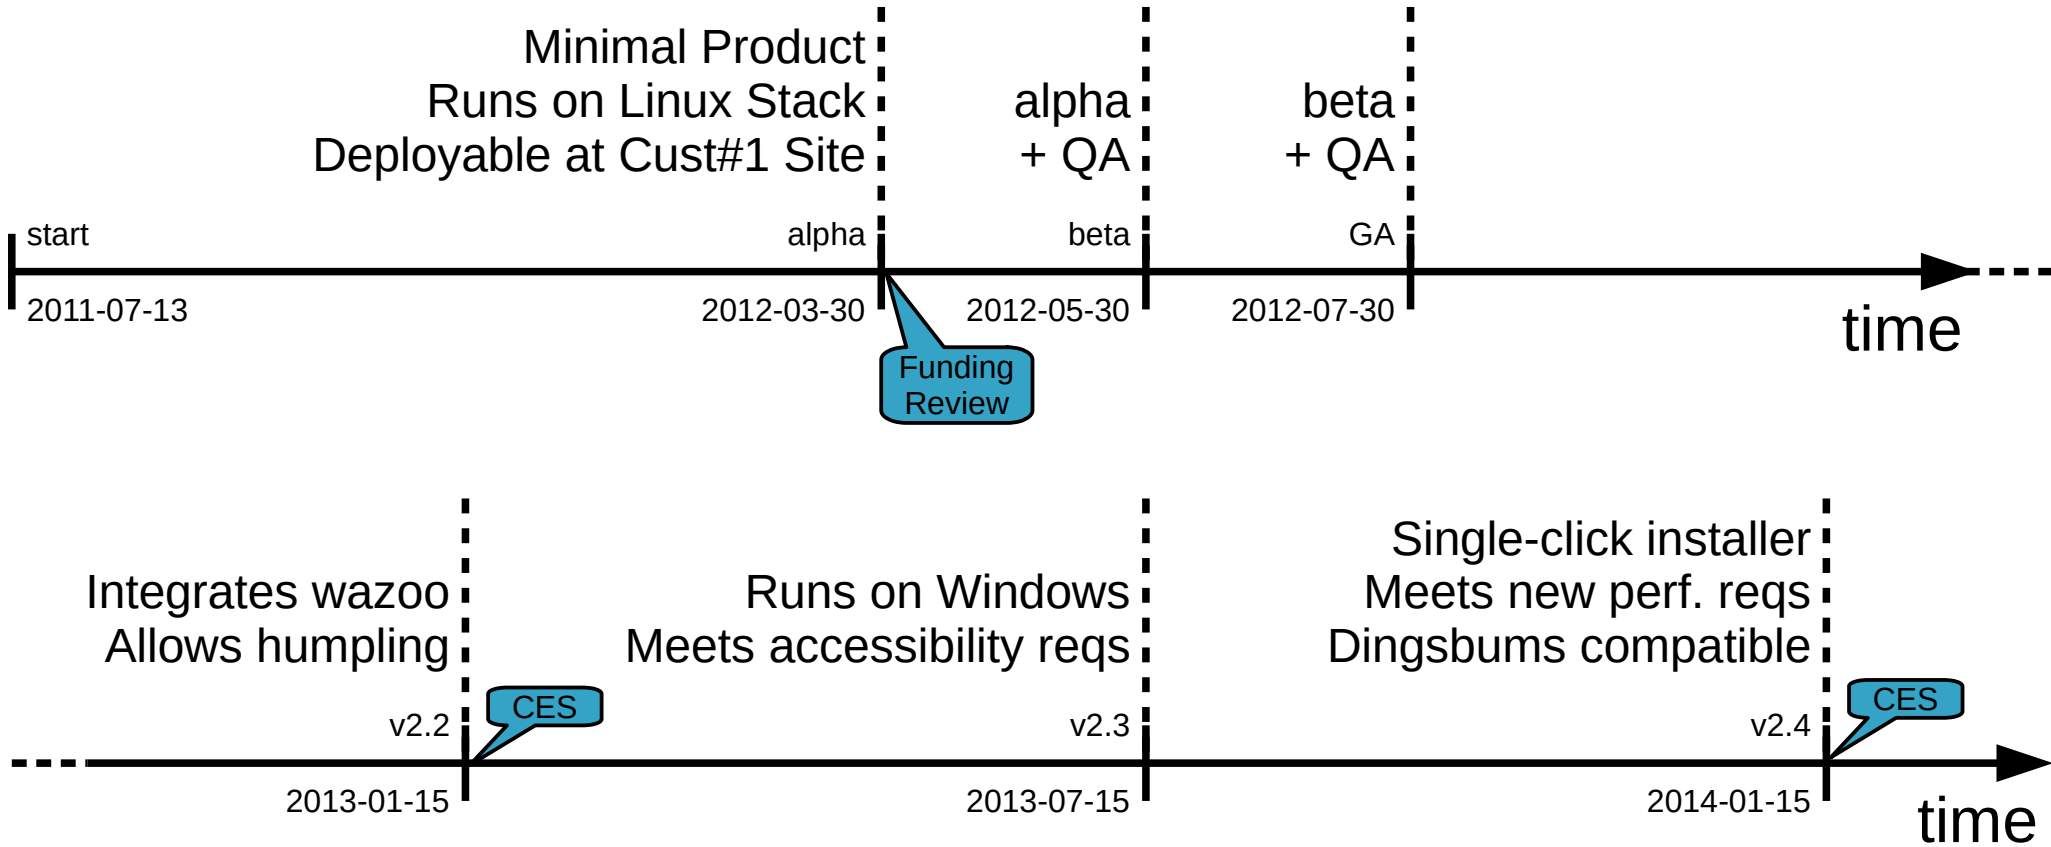 Minimal Product
Runs on Linux Stack
Deployable at Cust#1 Site
alpha
+ QA
beta
+ QA
start
alpha
beta
GA
2011-07-13
2012-03-30
2012-05-30
2012-07-30
time
Funding
Review
Integrates wazoo
Allows humpling
Runs on Windows
Meets accessibility reqs
Single-click installer
Meets new perf. reqs
Dingsbums compatible
CES
CES
v2.2
v2.3
v2.4
2013-01-15
2013-07-15
2014-01-15
time